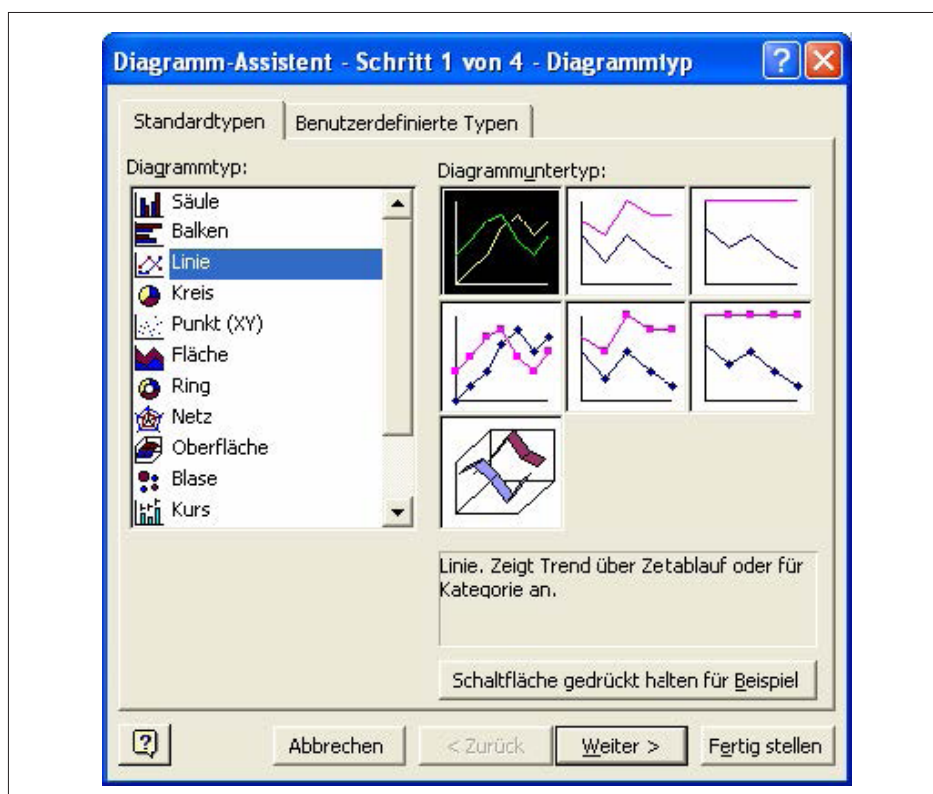 Diagramm-Assistent - Schritt 1 von 4 - Diagrammtyp
Standardtypen
Benutzerdefinierte Typen
Diagrammtyp:
Säule
Balken
Linie
Kreis
Punkt (XY)
Fläche
Ring
Netz
Oberfläche
Blase
Kurs
Diagrammuntertyp:
Linie. Zeigt Trend über Zetablauf oder für
Kategorie an.
Schaltfläche gedrückt halten für Beispiel
Abbrechen
< Zurück
Weiter >
Fertig stellen